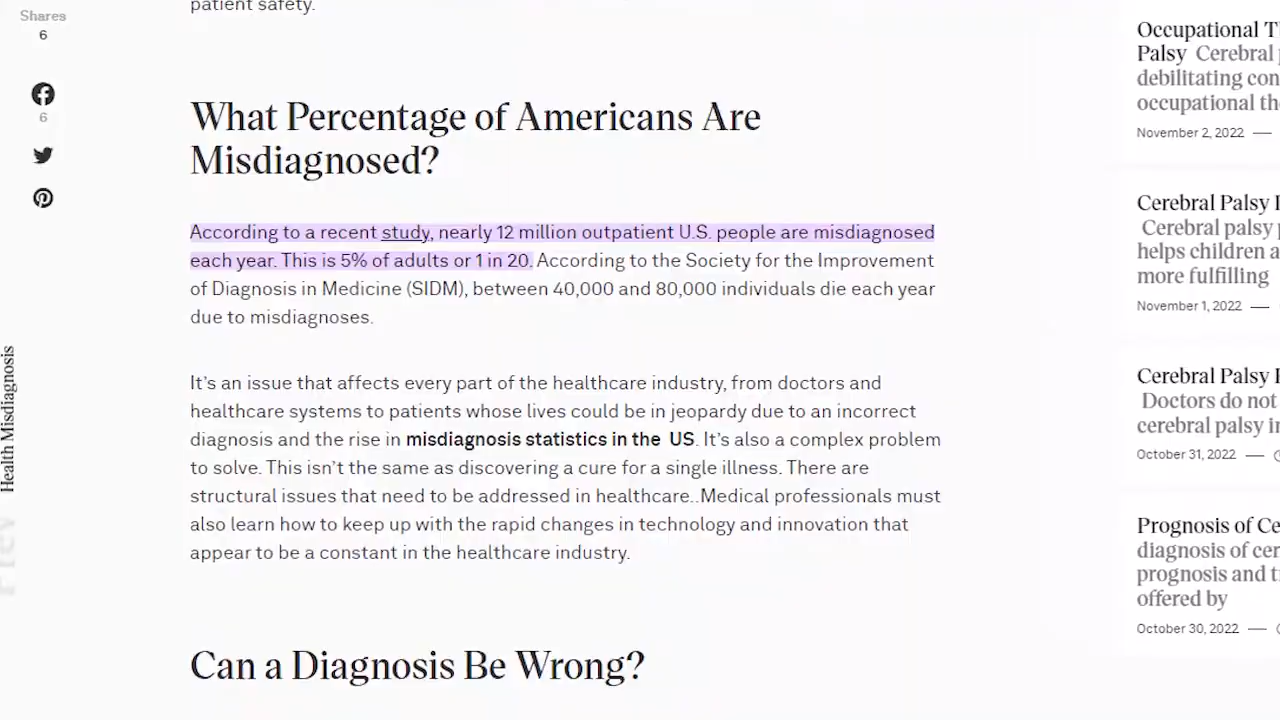 patient safety.
Shares
6
6
What Percentage of Americans Are
Misdiagnosed?
According to a recent study, nearly 12 million outpatient U.S. people are misdiagnosed
each year. This is 5% of adults or 1 in 20. According to the Society for the Improvement
of Diagnosis in Medicine (SIDM), between 40,000 and 80,000 individuals die each year
due to misdiagnoses.
It's an issue that affects every part of the healthcare industry, from doctors and
healthcare systems to patients whose lives could be in jeopardy due to an incorrect
diagnosis and the rise in misdiagnosis statistics in the US. It's also a complex problem
to solve. This isn't the same as discovering a cure for a single illness. There are
structural issues that need to be addressed in healthcare..Medical professionals must
also learn how to keep up with the rapid changes in technology and innovation that
appear to be a constant in the healthcare industry.
Can a Diagnosis Be Wrong?
Health Misdiagnosis
Prev
Occupational
Palsy Cerebral
debilitating
occupational
November 2, 2022 —
Cerebral Palsy
Cerebral palsy
helps children
more fulfilling
November 1, 2022 —
Cerebral Palsy
Doctors do not
cerebral palsy
October 31, 2022 —
Prognosis of
diagnosis of
prognosis and
offered by
October 30, 2022 —